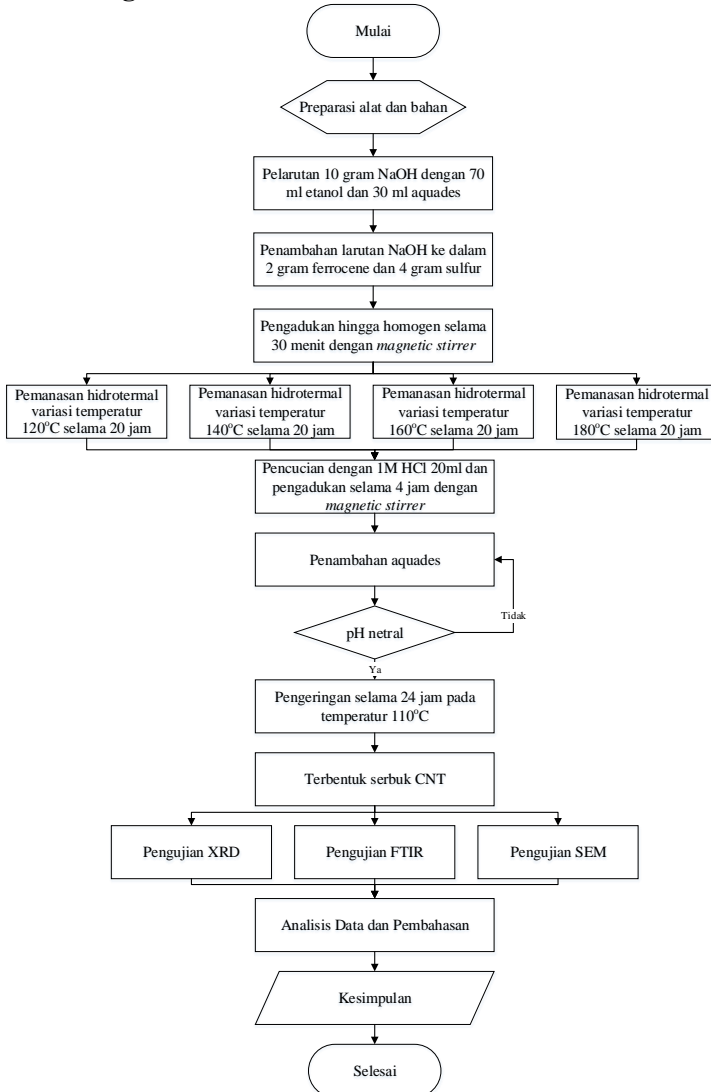 Mulai
Preparasi alat dan bahan
Pelarutan 10 gram NaOH dengan 70
ml etanol dan 30 ml aquades
Penambahan larutan NaOH ke dalam
2 gram ferrocene dan 4 gram sulfur
Pengadukan hingga homogen selama
30 menit dengan magnetic stirrer
Pemanasan hidrotermal
variasi temperatur
120°C selama 20 jam
Pemanasan hidrotermal
variasi temperatur
140°C selama 20 jam
Pemanasan hidrotermal
variasi temperatur
160°C selama 20 jam
Pemanasan hidrotermal
variasi temperatur
180°C selama 20 jam
Pencucian dengan 1M HCl 20ml dan
pengadukan selama 4 jam dengan
magnetic stirrer
Penambahan aquades
Tidak
pH netral
Ya
Pengeringan selama 24 jam pada
temperatur 110°C
Terbentuk serbuk CNT
Pengujian XRD
Pengujian FTIR
Pengujian SEM
Analisis Data dan Pembahasan
Kesimpulan
Selesai